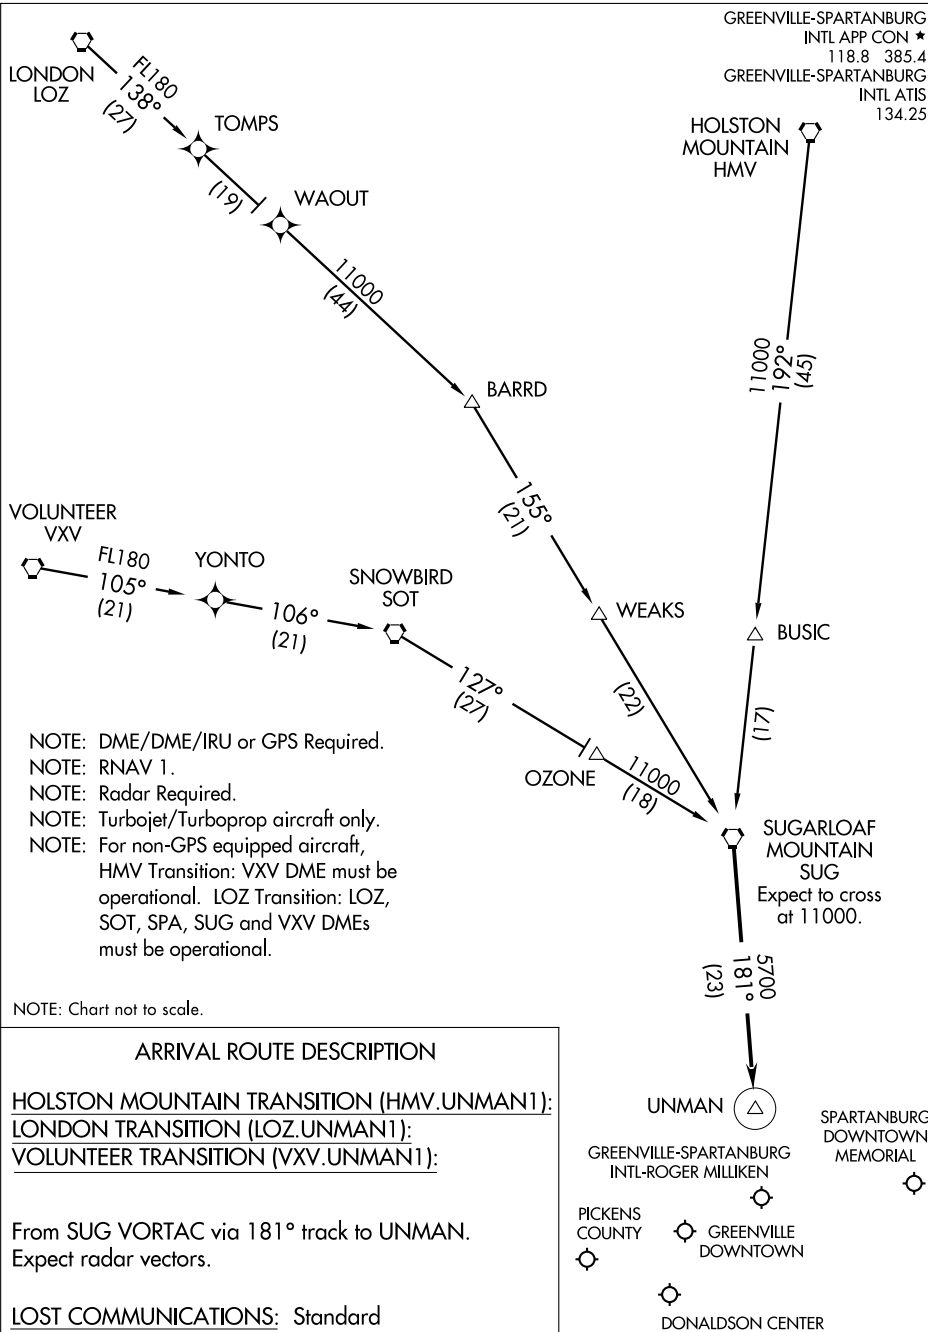 GREENVILLE-SPARTANBURG
INTL APP CON ★
118.8 385.4
GREENVILLE-SPARTANBURG
INTL ATIS
134.25
LONDON
LOZ
FL180
138°
(27)
TOMPS
(19)
WAOUT
11000
(44)
BARRD
155°
(21)
WEAKS
(22)
HOLSTON
MOUNTAIN
HMV
11000
192°
(45)
BUSIC
(17)
VOLUNTEER
VXV
FL180
105°
(21)
YONTO
106°
(21)
SNOWBIRD
SOT
127°
(27)
OZONE
11000
(18)
SUGARLOAF
MOUNTAIN
SUG
Expect to cross
at 11000.
5700
181°
(23)
UNMAN
NOTE: DME/DME/IRU or GPS Required.
NOTE: RNAV 1.
NOTE: Radar Required.
NOTE: Turbojet/Turboprop aircraft only.
NOTE: For non-GPS equipped aircraft,
HMV Transition: VXV DME must be
operational. LOZ Transition: LOZ,
SOT, SPA, SUG and VXV DMEs
must be operational.
NOTE: Chart not to scale.
ARRIVAL ROUTE DESCRIPTION
HOLSTON MOUNTAIN TRANSITION (HMV.UNMAN1):
LONDON TRANSITION (LOZ.UNMAN1):
VOLUNTEER TRANSITION (VXV.UNMAN1):
From SUG VORTAC via 181° track to UNMAN.
Expect radar vectors.
LOST COMMUNICATIONS: Standard
GREENVILLE-SPARTANBURG
INTL-ROGER MILLIKEN
SPARTANBURG
DOWNTOWN
MEMORIAL
PICKENS
COUNTY
GREENVILLE
DOWNTOWN
DONALDSON CENTER